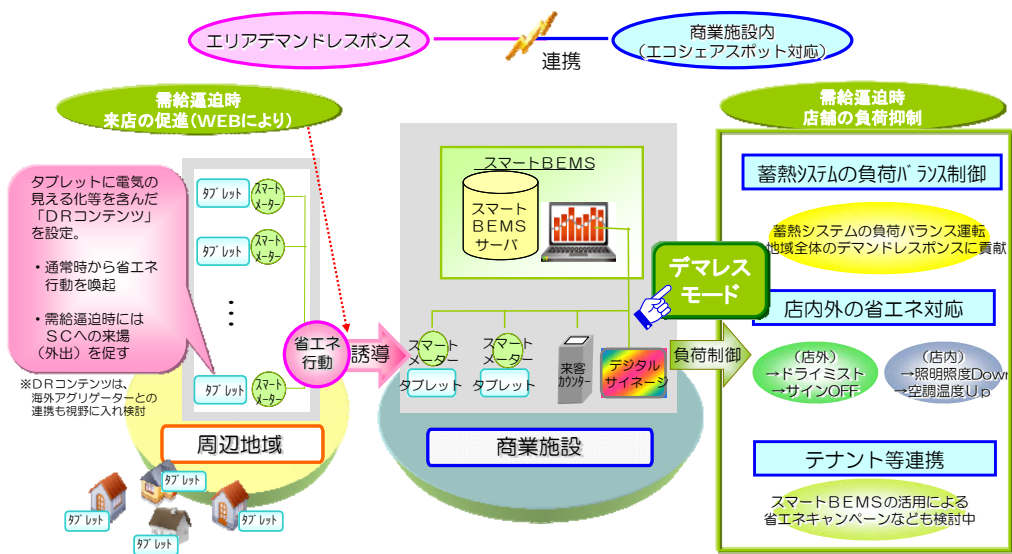 エリアデマンドレスポンス
連携
商業施設内
(エコシェアスポット対応)
需給逼迫時
来店の促進(WEBにより)
タブレットに電気の
見える化等を含んだ
「DRコンテンツ」
を設定。
・通常時から省エネ
行動を喚起
・需給逼迫時には
SCへの来場
(外出)を促す
※DRコンテンツは、
海外アグリゲーターとの
連携も視野に入れ検討
タブレット
スマート
メーター
タブレット
スマート
メーター
タブレット
スマート
メーター
省エネ
行動
誘導
周辺地域
タブレット
タブレット
タブレット
タブレット
スマートBEMS
スマート
BEMS
サーバ
スマート
メーター
タブレット
スマート
メーター
タブレット
来客
カウンター
デジタル
サイネージ
商業施設
デマレス
モード
負荷制御
需給逼迫時
店舗の負荷抑制
蓄熱システムの負荷バランス制御
蓄熱システムの負荷バランス運転
地域全体のデマンドレスポンスに貢献
店内外の省エネ対応
(店外)
→ドライミスト
→サインOFF
(店内)
→照明照度Down
→空調温度Up
テナント等連携
スマートBEMSの活用による
省エネキャンペーンなども検討中